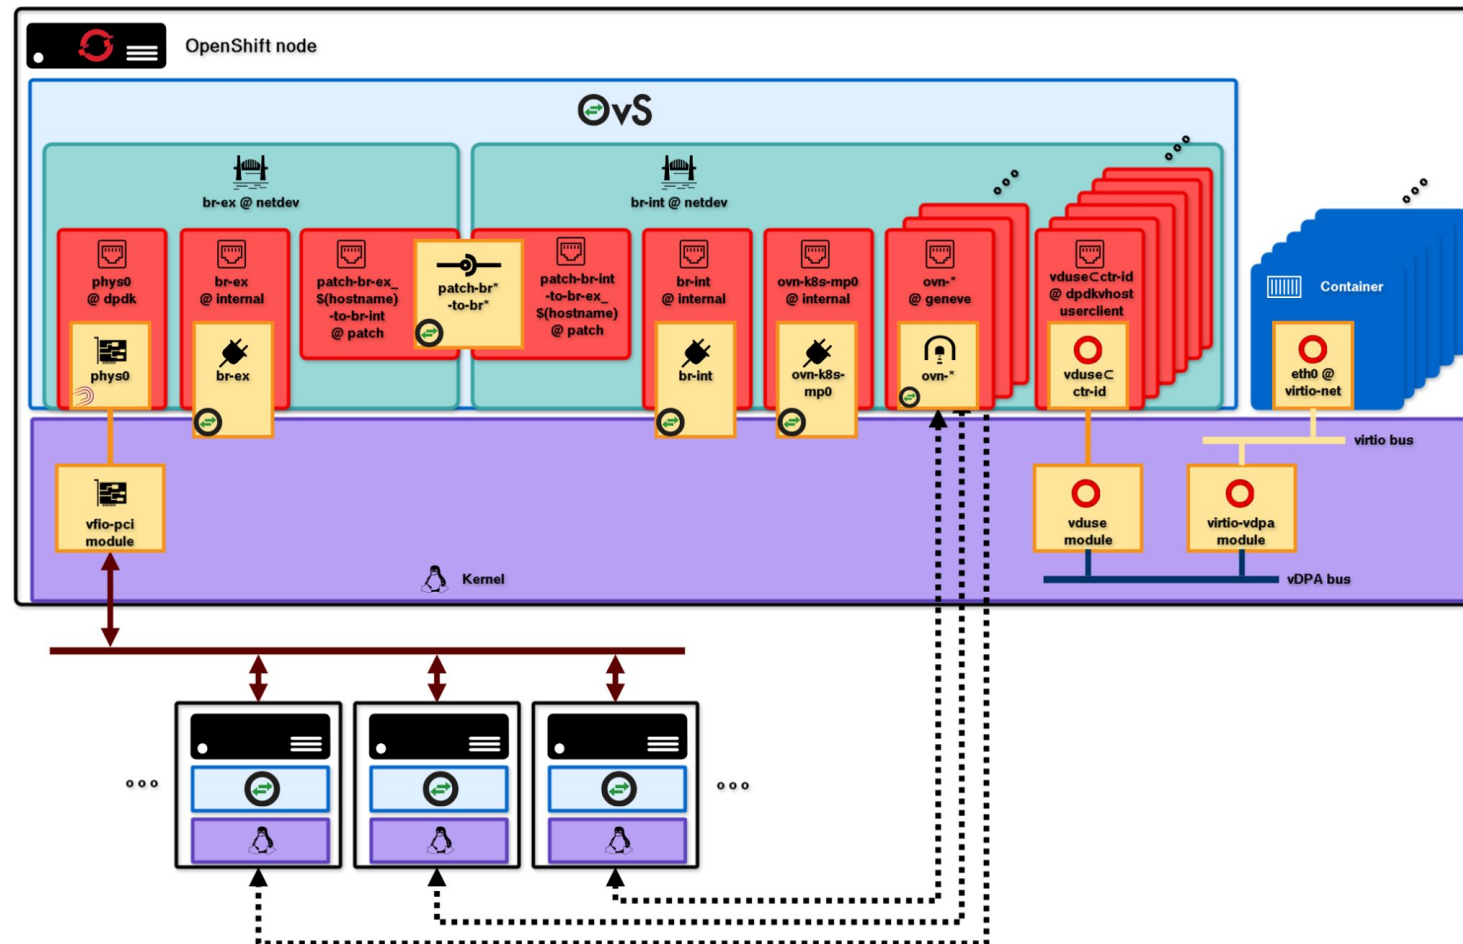 OpenShift node
OvS
br-ex @ netdev
br-int @ netdev
phys0
@ dpdk
phys0
br-ex
@ internal
br-ex
patch-br-ex_
$(hostname)
-to-br-int
@ patch
patch-br*
-to-br*
patch-br-int
-to-br-ex_
$(hostname)
@ patch
br-int
@ internal
br-int
ovn-k8s-mp0
@ internal
ovn-k8s-
mp0
ovn-*
@ geneve
ovn-*
vduse⊂ctr-id
@ dpdkvhost
userclient
vduse⊂
ctr-id
Container
eth0 @
virtio-net
virtio bus
vfio-pci
module
vduse
module
virtio-vdpa
module
Kernel
vDPA bus